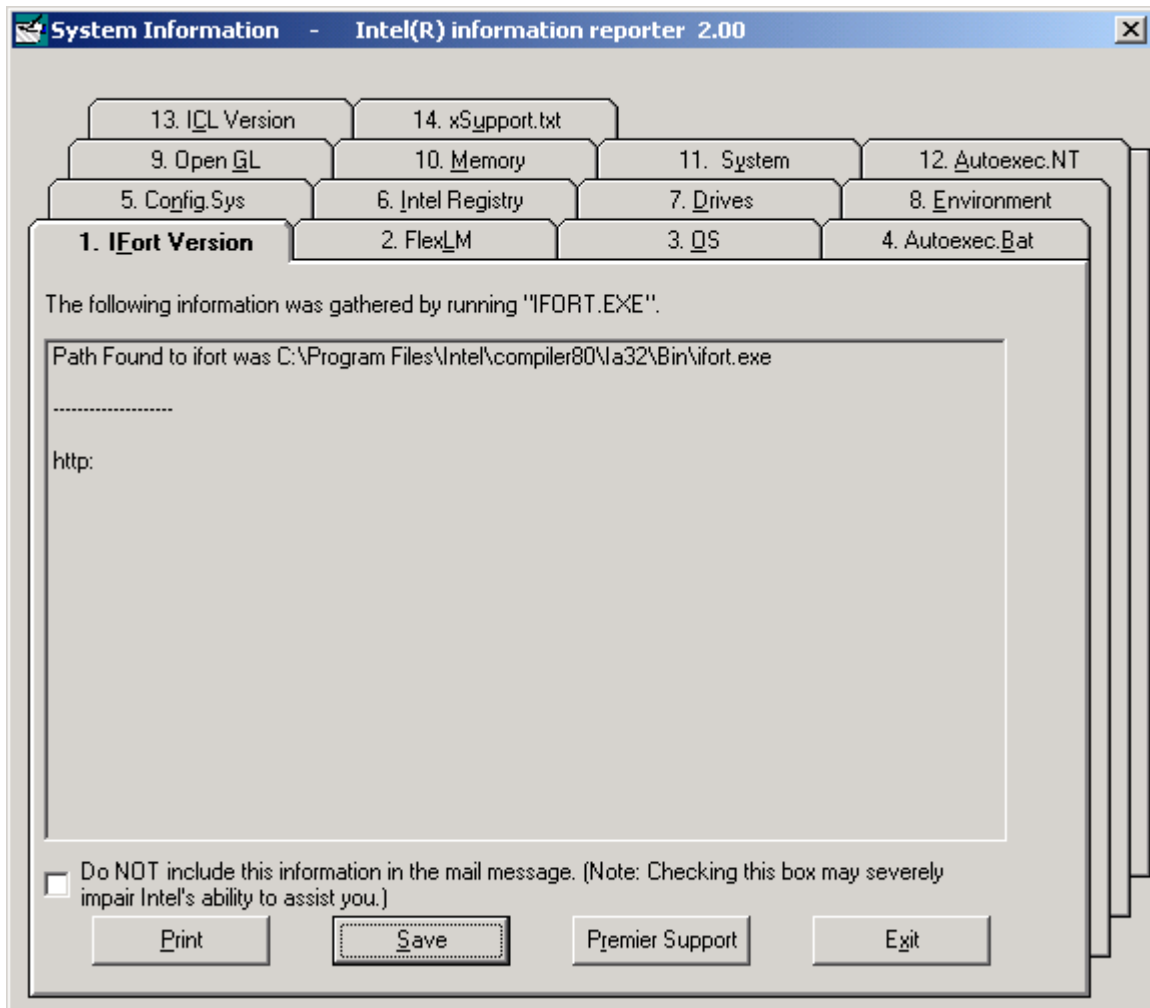 System Information - Intel(R) information reporter 2.00
13. ICL Version 14. xSupport.txt
9. Open GL 10. Memory 11. System 12. Autoexec.NT
5. Config.Sys 6. Intel Registry 7. Drives 8. Environment
1. IFort Version 2. FlexLM 3. OS 4. Autoexec.Bat
The following information was gathered by running "IFORT.EXE".
Path Found to ifort was C:\Program Files\Intel\compiler80\Ia32\Bin\ifort.exe
--------------------
http:
Do NOT include this information in the mail message. (Note: Checking this box may severely
impair Intel's ability to assist you.)
Print Save Premier Support Exit